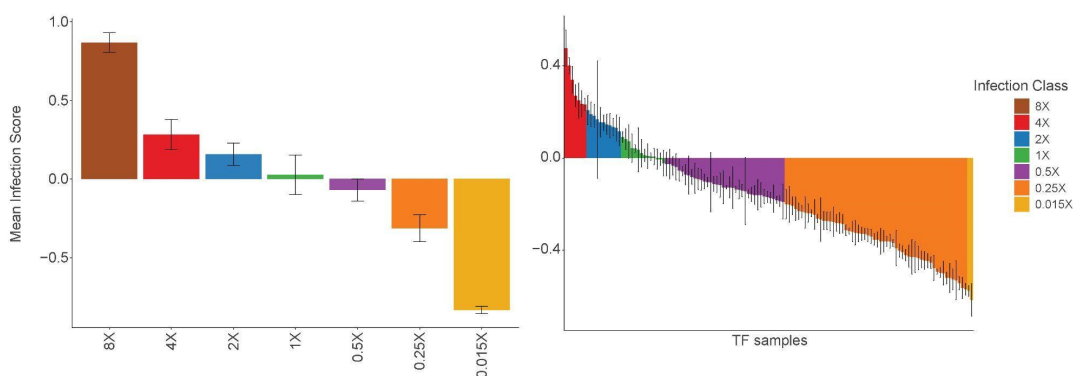 Mean Infection Score
1.0
0.5
0.0
−0.5
8X
4X
2X
1X
0.5X
0.25X
0.015X
0.4
0.0
−0.4
TF samples
Infection Class
8X
4X
2X
1X
0.5X
0.25X
0.015X